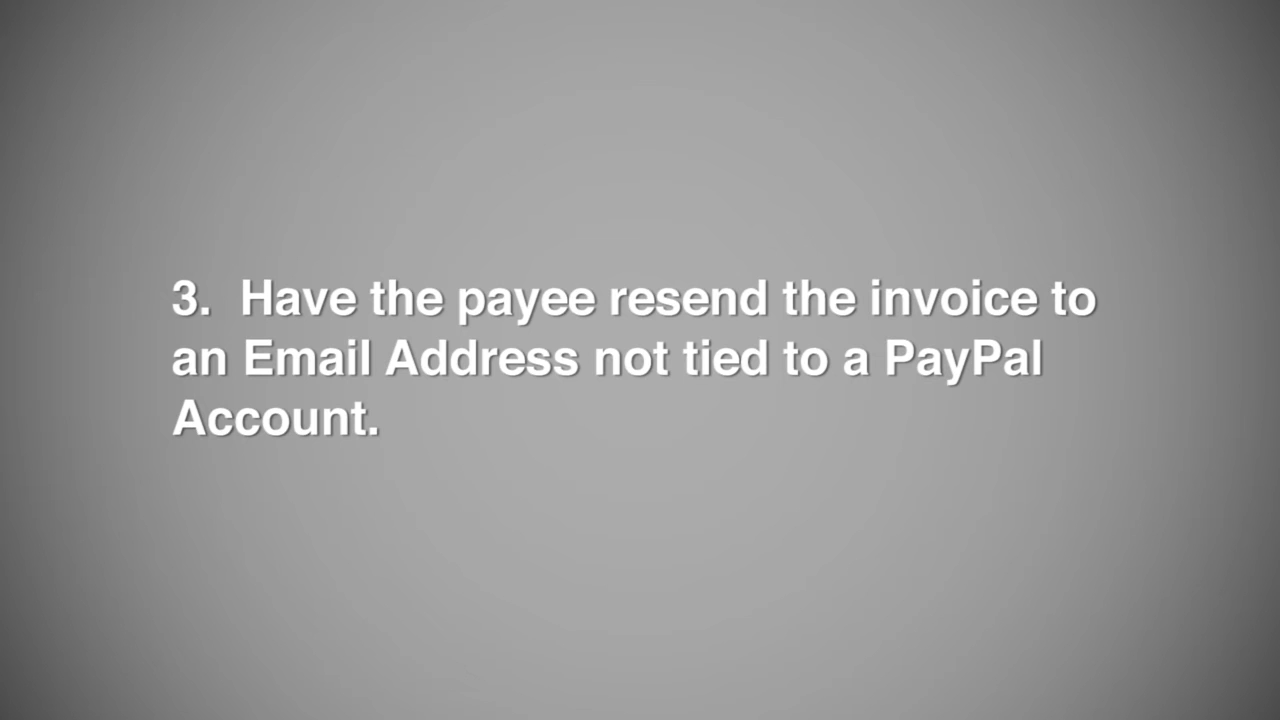 3.  Have the payee resend the invoice to
an Email Address not tied to a PayPal
Account.